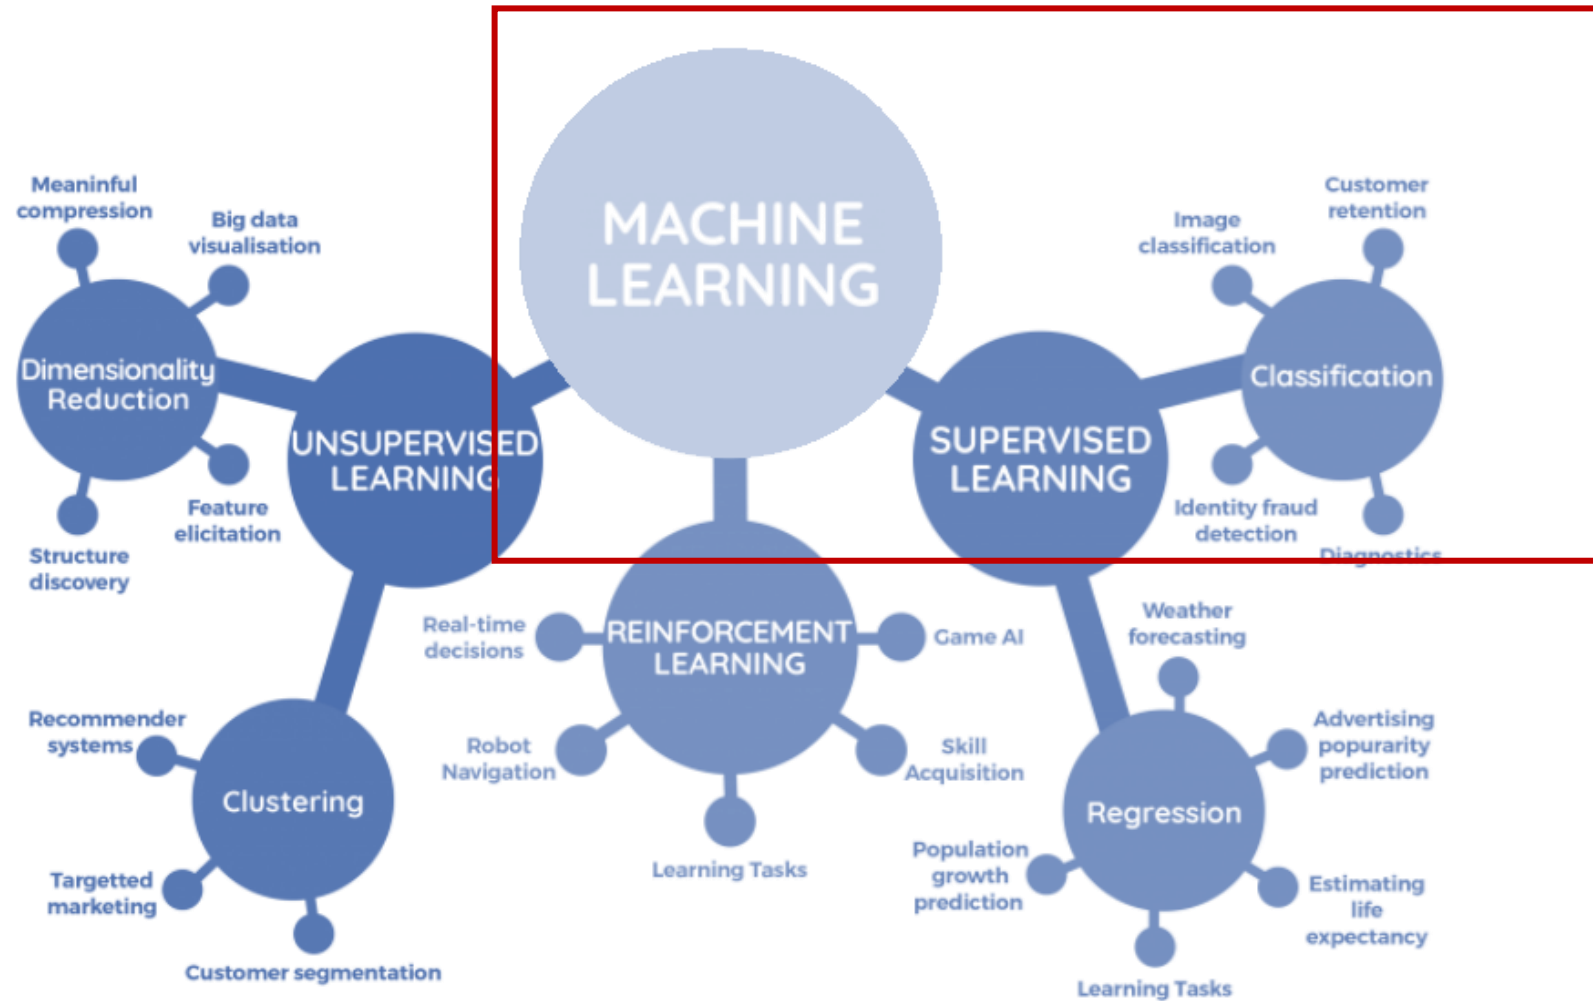 MACHINE
LEARNING
UNSUPERVISED
LEARNING
Dimensionality
Reduction
Meaninful
compression
Big data
visualisation
Feature
elicitation
Structure
discovery
Clustering
Recommender
systems
Targetted
marketing
Customer segmentation
REINFORCEMENT
LEARNING
Real-time
decisions
Game AI
Robot
Navigation
Skill
Acquisition
Learning Tasks
SUPERVISED
LEARNING
Classification
Image
classification
Customer
retention
Identity fraud
detection
Diagnostics
Regression
Weather
forecasting
Advertising
popurarity
prediction
Population
growth
prediction
Estimating
life
expectancy
Learning Tasks